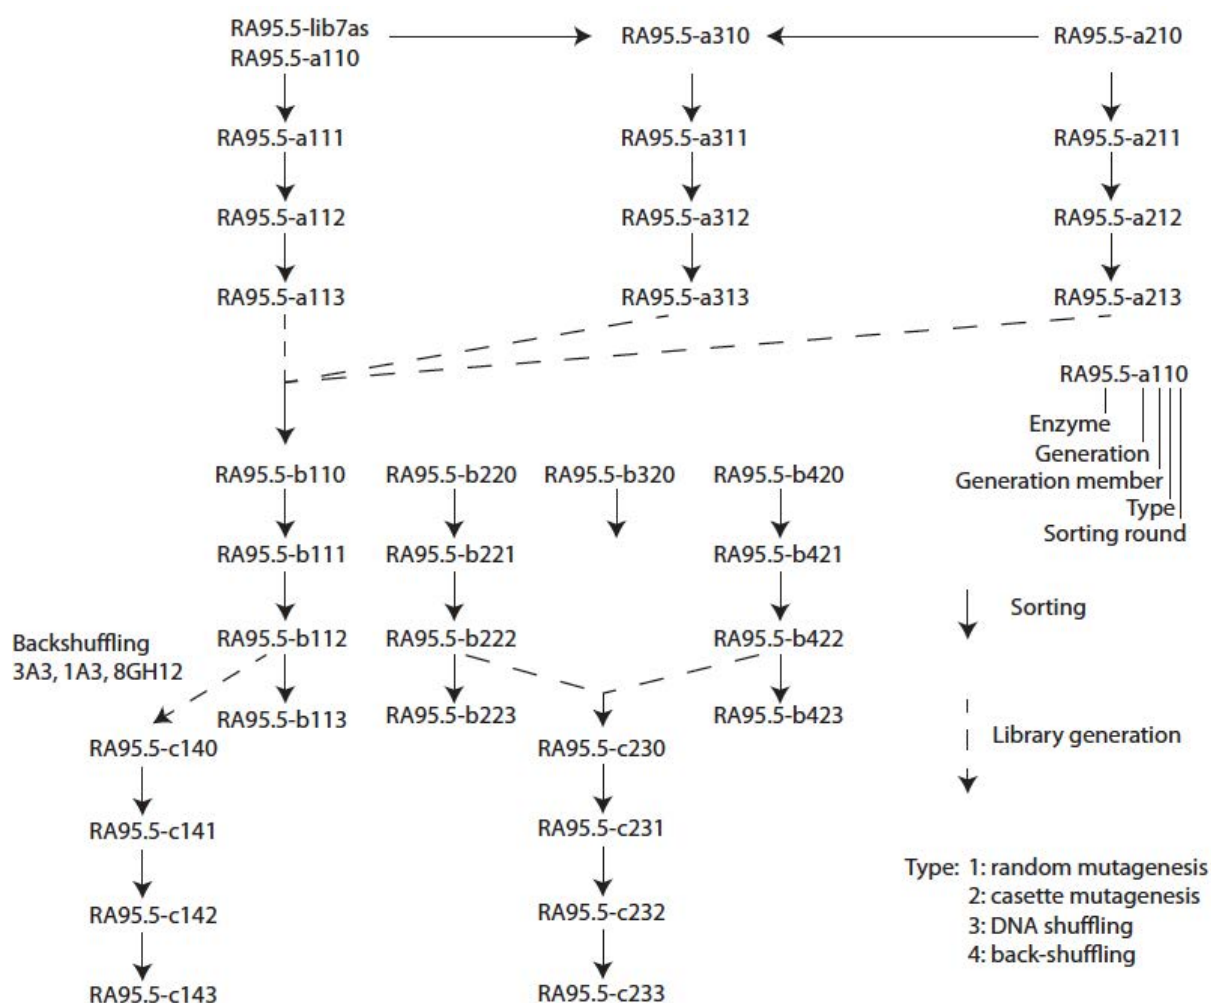 RA95.5-lib7as
RA95.5-a110
RA95.5-a310
RA95.5-a210
RA95.5-a111
RA95.5-a311
RA95.5-a211
RA95.5-a112
RA95.5-a312
RA95.5-a212
RA95.5-a113
RA95.5-a313
RA95.5-a213
RA95.5-a110
Enzyme
Generation
Generation member
Type
Sorting round
RA95.5-b110
RA95.5-b220
RA95.5-b320
RA95.5-b420
RA95.5-b111
RA95.5-b221
RA95.5-b421
Sorting
Backshuffling
3A3, 1A3, 8GH12
RA95.5-b112
RA95.5-b222
RA95.5-b422
RA95.5-b113
RA95.5-b223
RA95.5-b423
Library generation
RA95.5-c140
RA95.5-c230
RA95.5-c141
RA95.5-c231
RA95.5-c142
RA95.5-c232
RA95.5-c143
RA95.5-c233
Type: 1: random mutagenesis
2: casette mutagenesis
3: DNA shuffling
4: back-shuffling